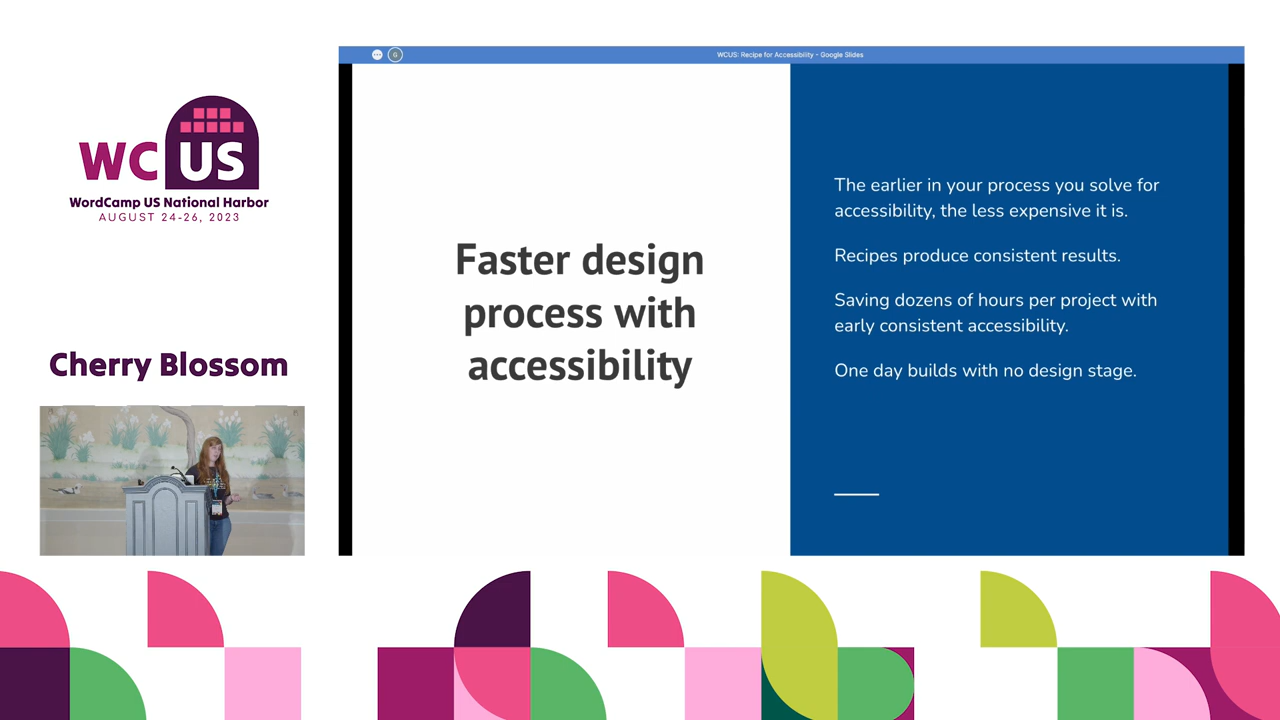 WC US
WordCamp US National Harbor
AUGUST 24-26, 2023
Cherry Blossom
G
WCUS: Recipe for Accessibility - Google Slides
Faster design
process with
accessibility
The earlier in your process you solve for
accessibility, the less expensive it is.
Recipes produce consistent results.
Saving dozens of hours per project with
early consistent accessibility.
One day builds with no design stage.